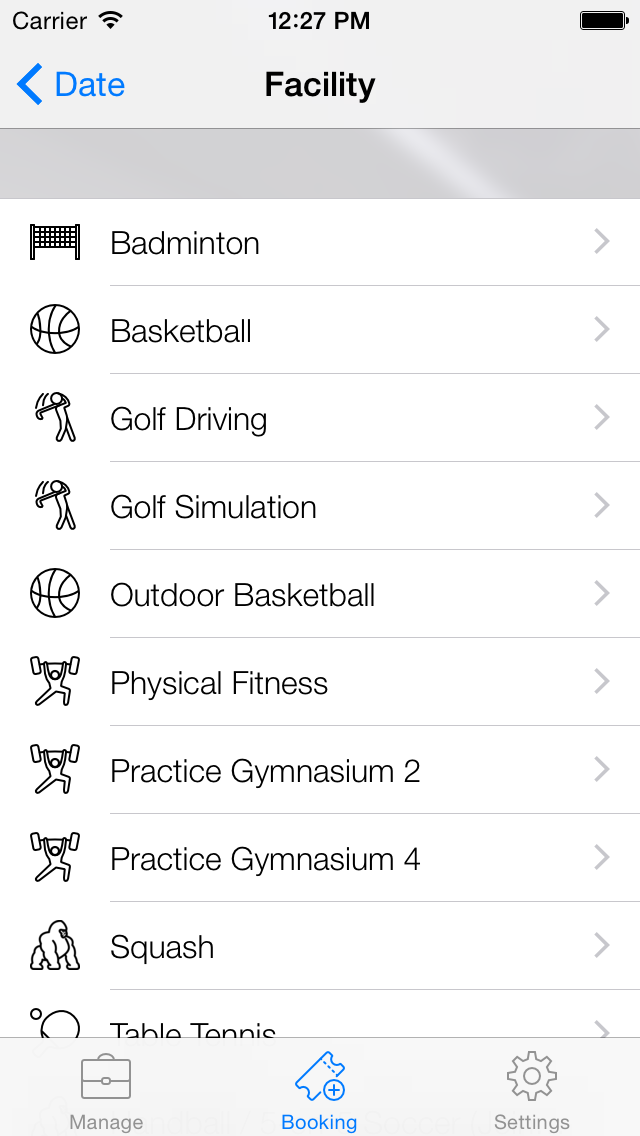 Carrier 12:27 PM
Date Facility
Badminton
Basketball
Golf Driving
Golf Simulation
Outdoor Basketball
Physical Fitness
Practice Gymnasium 2
Practice Gymnasium 4
Squash
Table Tennis
Manage Booking Settings